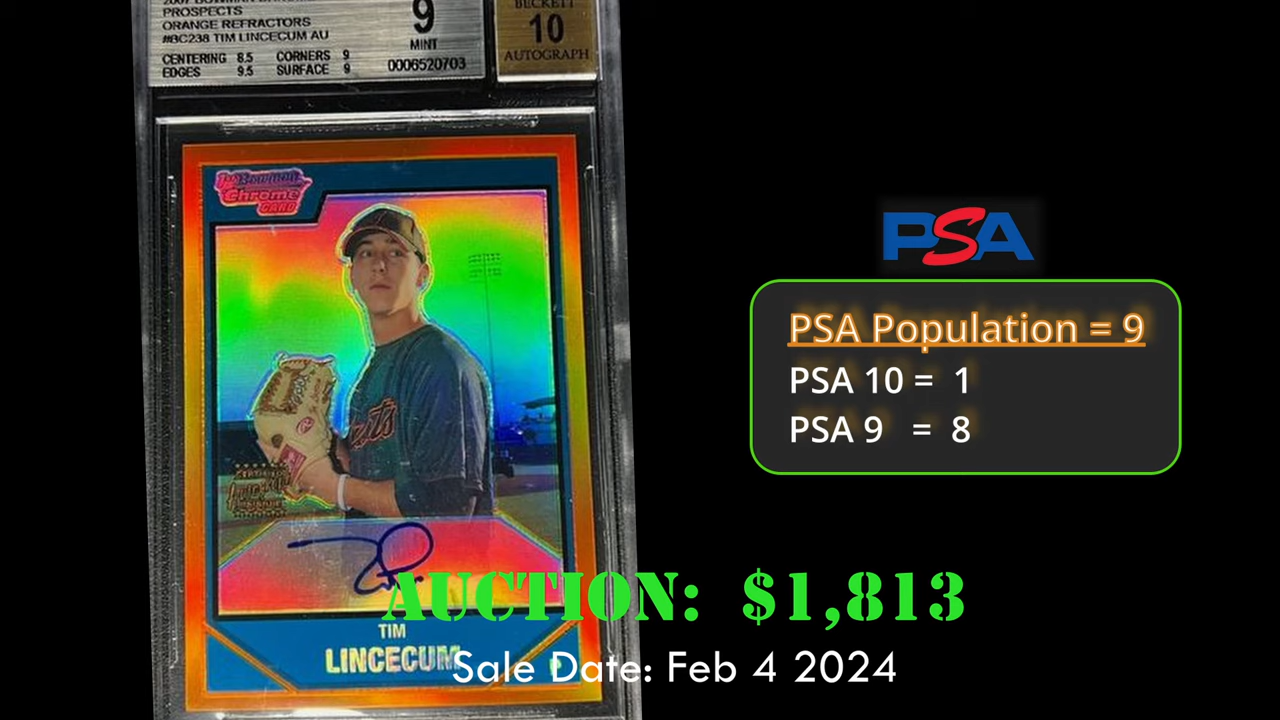 PROSPECTS
ORANGE REFRACTORS
#BC238 TIM LINCECUM AU
CENTERING 8.5 CORNERS 9
EDGES 9.5 SURFACE 9
9
MINT
0006520703
BECKETT
10
AUTOGRAPH
Bowman
Chrome
CARD
TIM
LINCECUM
P
PSA
PSA Population = 9
PSA 10 = 1
PSA 9 = 8
AUCTION: $1,813
Sale Date: Feb 4 2024